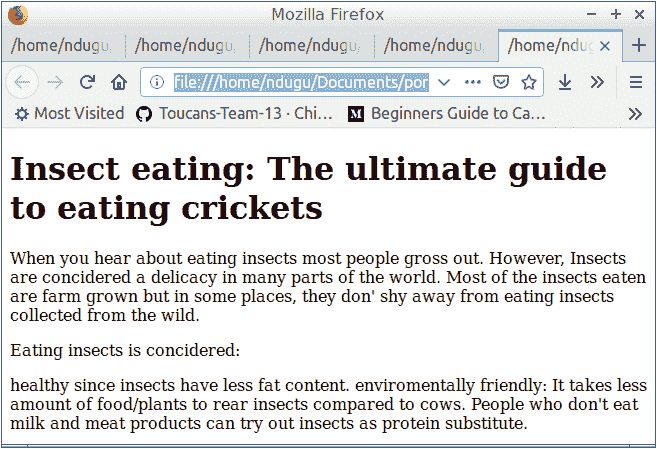 Mozilla Firefox
/home/ndugu, /home/ndugu, /home/ndugu/ /home/ndugu, /home/ndug
file:///home/ndugu/Documents/por
Most Visited Toucans-Team-13 · Chi… M Beginners Guide to Ca…
Insect eating: The ultimate guide
to eating crickets
When you hear about eating insects most people gross out. However, Insects
are concidered a delicacy in many parts of the world. Most of the insects eaten
are farm grown but in some places, they don' shy away from eating insects
collected from the wild.
Eating insects is concidered:
healthy since insects have less fat content. enviromentally friendly: It takes less
amount of food/plants to rear insects compared to cows. People who don't eat
milk and meat products can try out insects as protein substitute.